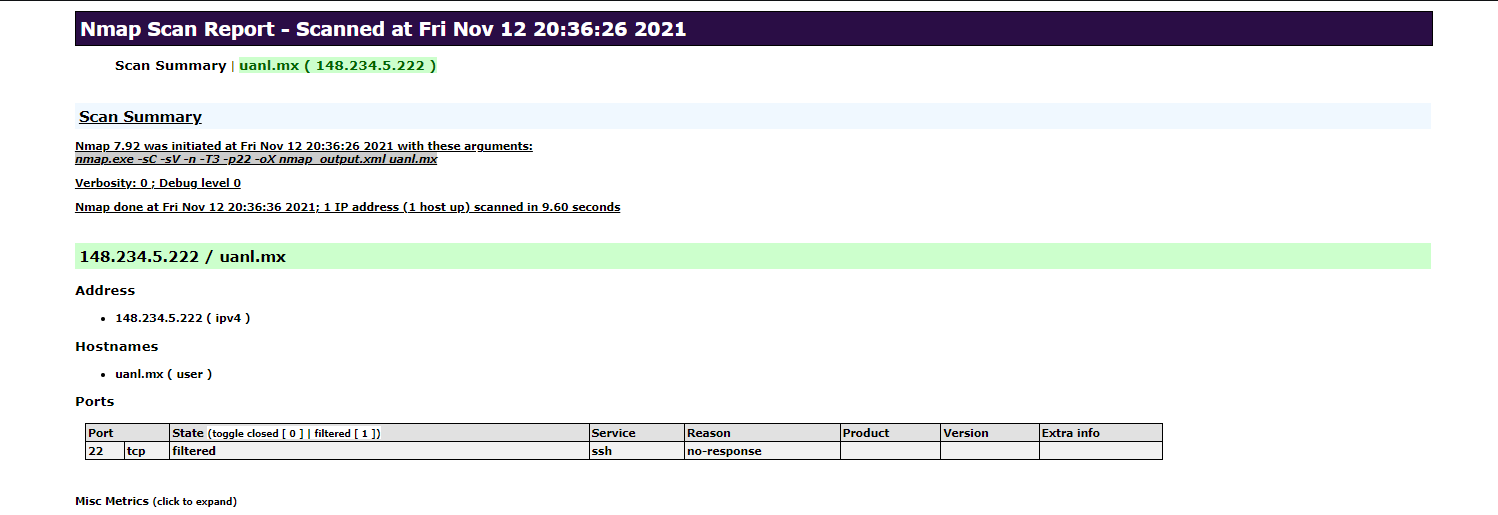 Nmap Scan Report - Scanned at Fri Nov 12 20:36:26 2021
Scan Summary | uanl.mx ( 148.234.5.222 )
Scan Summary
Nmap 7.92 was initiated at Fri Nov 12 20:36:26 2021 with these arguments:
nmap.exe -sC -sV -n -T3 -p22 -oX nmap_output.xml uanl.mx
Verbosity: 0 ; Debug level 0
Nmap done at Fri Nov 12 20:36:36 2021; 1 IP address (1 host up) scanned in 9.60 seconds
148.234.5.222 / uanl.mx
Address
• 148.234.5.222 ( ipv4 )
Hostnames
• uanl.mx ( user )
Ports
Port State (toggle closed [ 0 ] | filtered [ 1 ]) Service Reason Product Version Extra info
22 tcp filtered ssh no-response
Misc Metrics (click to expand)